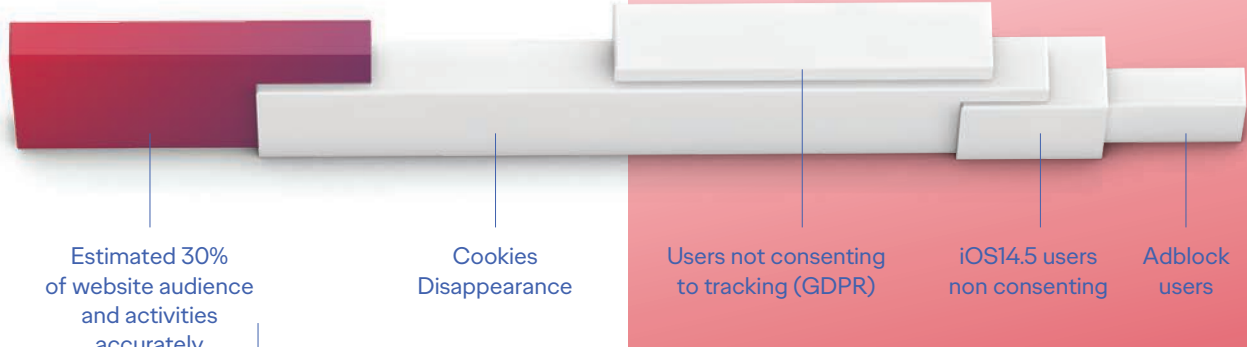 Estimated 30%
of website audience
and activities
accurately
Cookies
Disappearance
Users not consenting
to tracking (GDPR)
iOS14.5 users
non consenting
Adblock
users